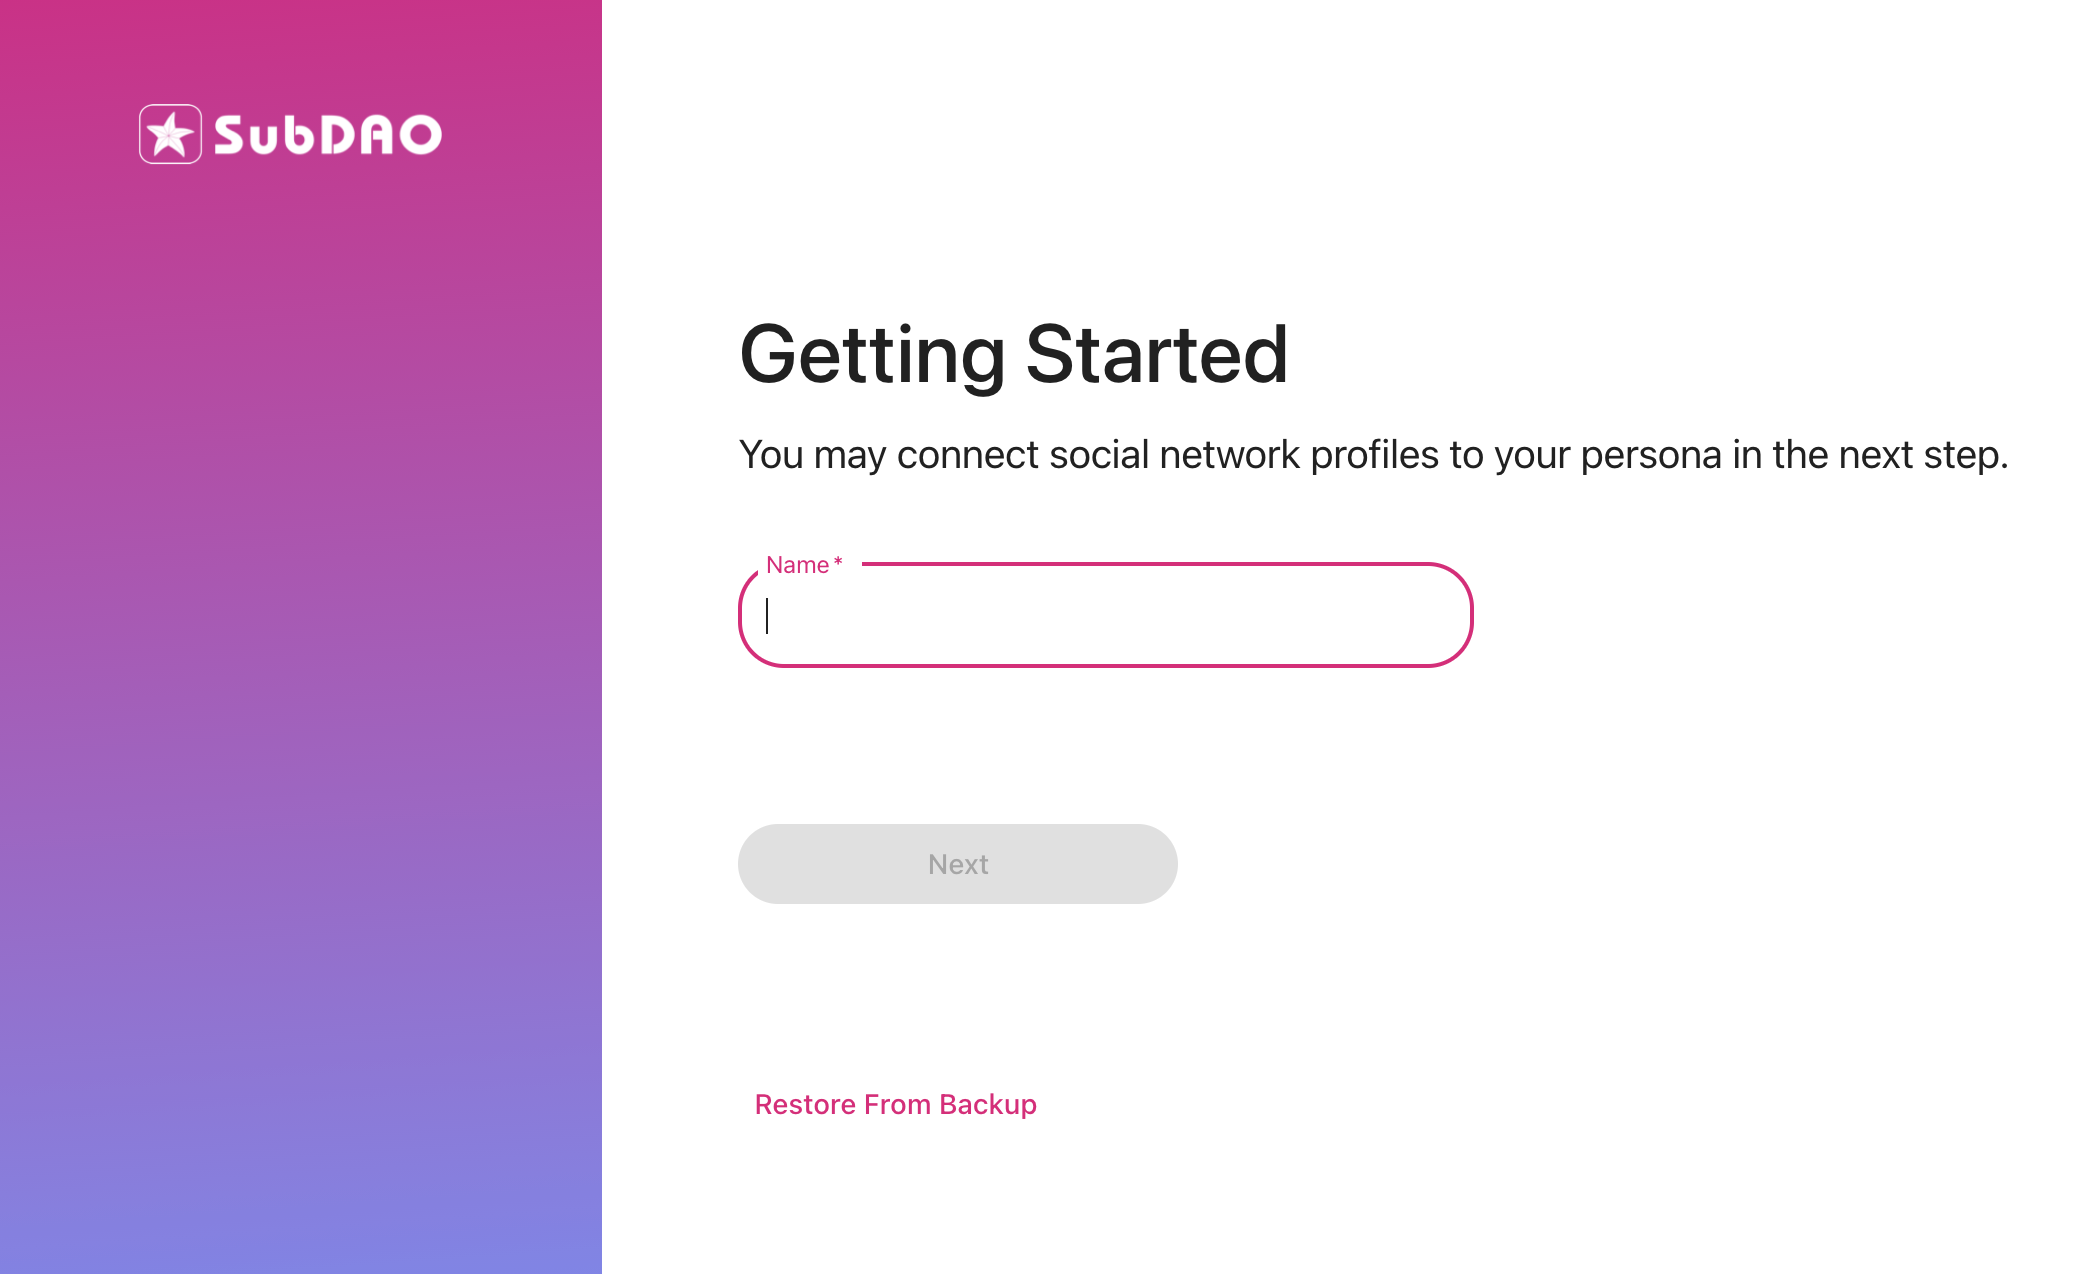 SubDAO
Getting Started
You may connect social network profiles to your persona in the next step.
Name *
Next
Restore From Backup